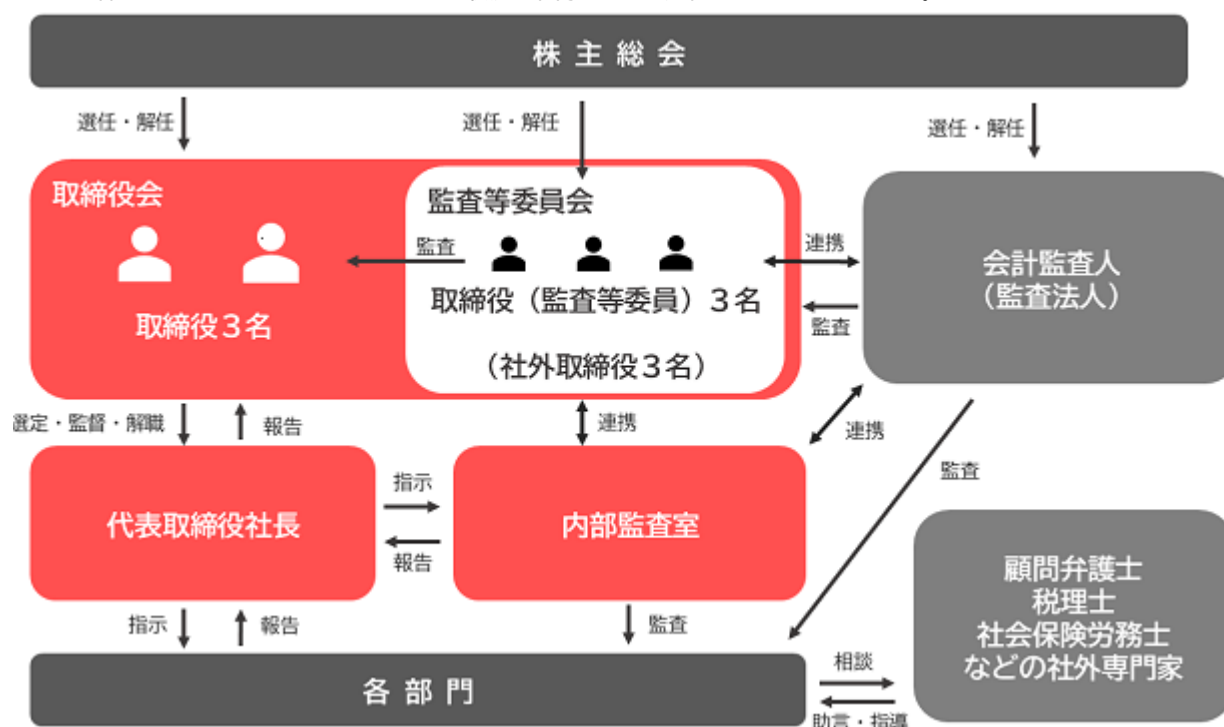 株主総会
選任・解任
選任・解任
選任・解任
取締役会
監査等委員会
監査
連携
会計監査人
（監査法人）
取締役（監査等委員）３名
監査
取締役３名
（社外取締役３名）
選定・監督・解職
報告
連携
連携
監査
指示
代表取締役社長
内部監査室
報告
顧問弁護士
税理士
社会保険労務士
などの社外専門家
指示
報告
監査
相談
各部門
助言・指導